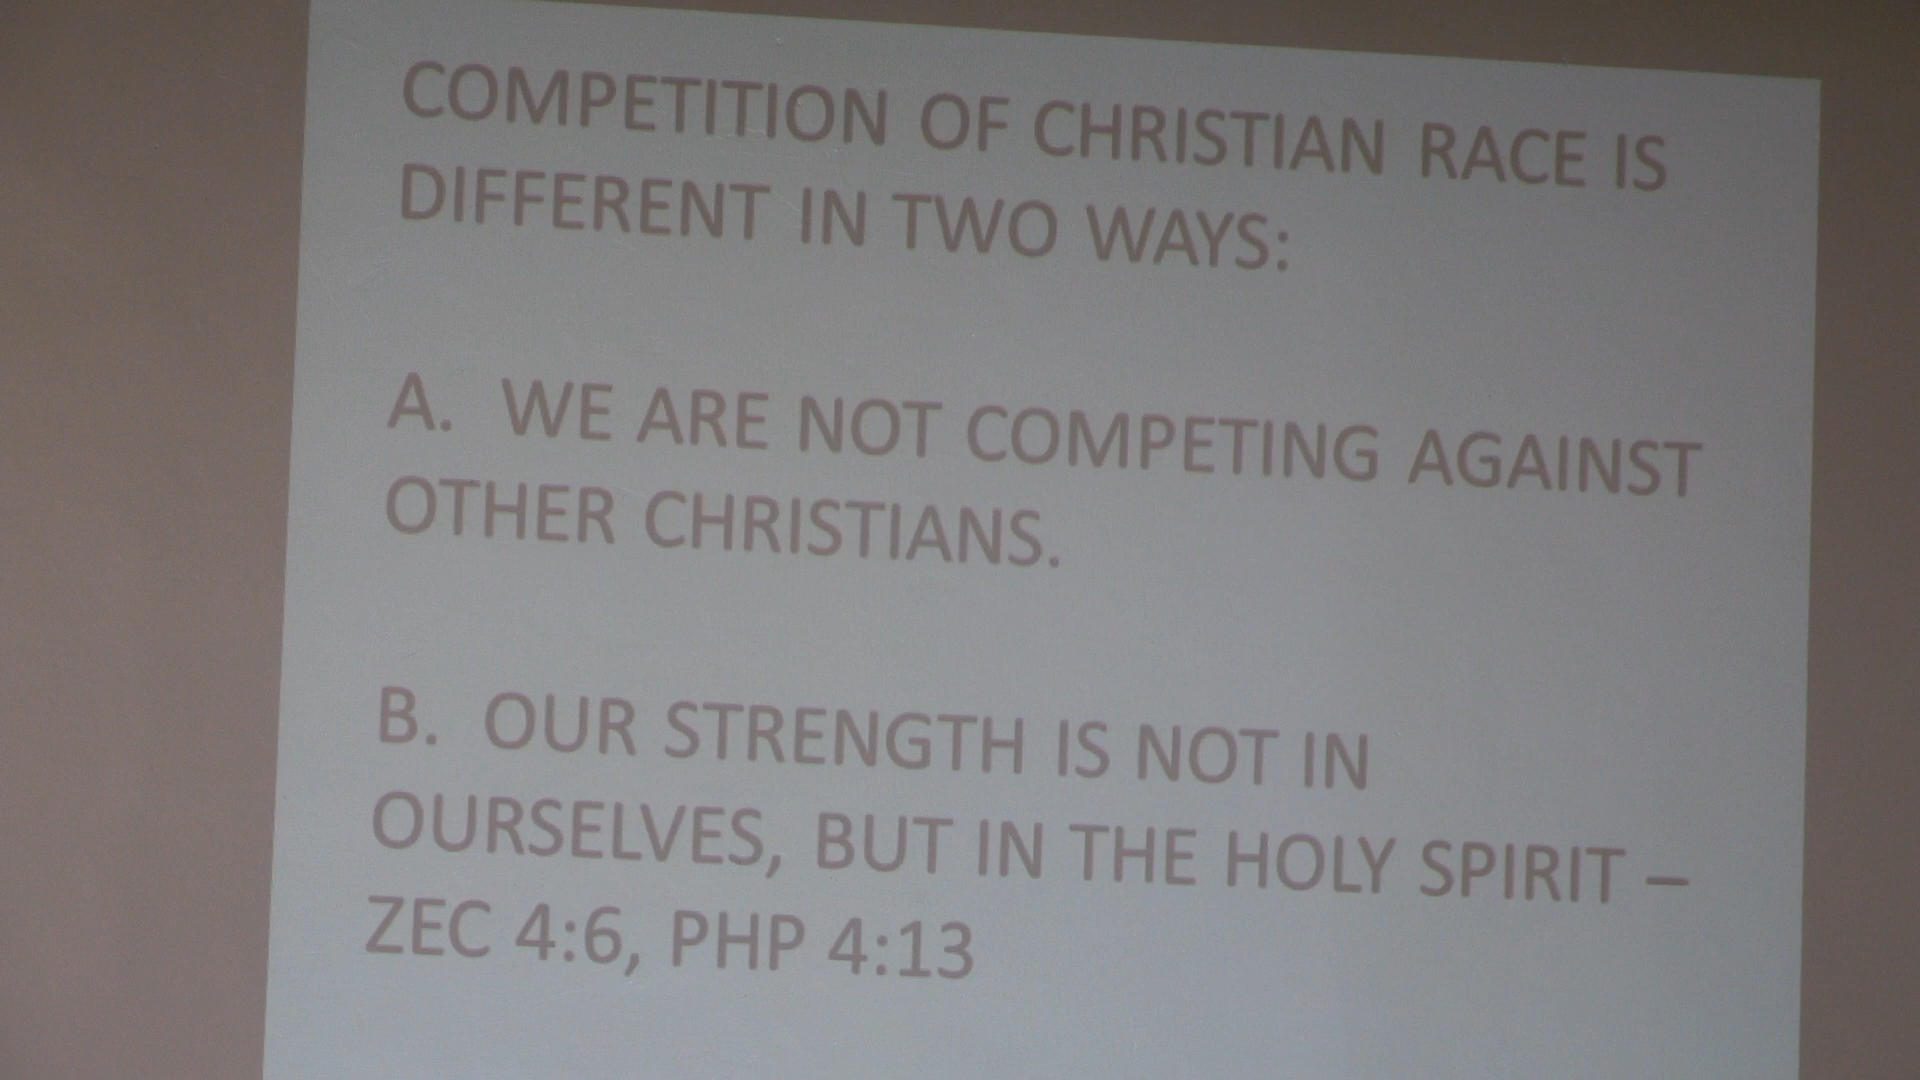 COMPETITION OF CHRISTIAN RACE IS
DIFFERENT IN TWO WAYS:
A. WE ARE NOT COMPETING AGAINST
OTHER CHRISTIANS.
B. OUR STRENGTH IS NOT IN
OURSELVES, BUT IN THE HOLY SPIRIT –
ZEC 4:6, PHP 4:13